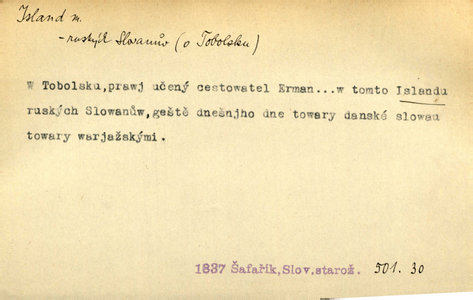 Island m.
- ruských Slovanův (o Tobolsku)
W Tobolsku,prawj učený cestowatel Erman...w tomto Islandu
ruských Slowanůw,geště dnešnjho dne towary danské slowau
towary warjažskými.
1837 Šafařík,Slov.starož. 501. 30